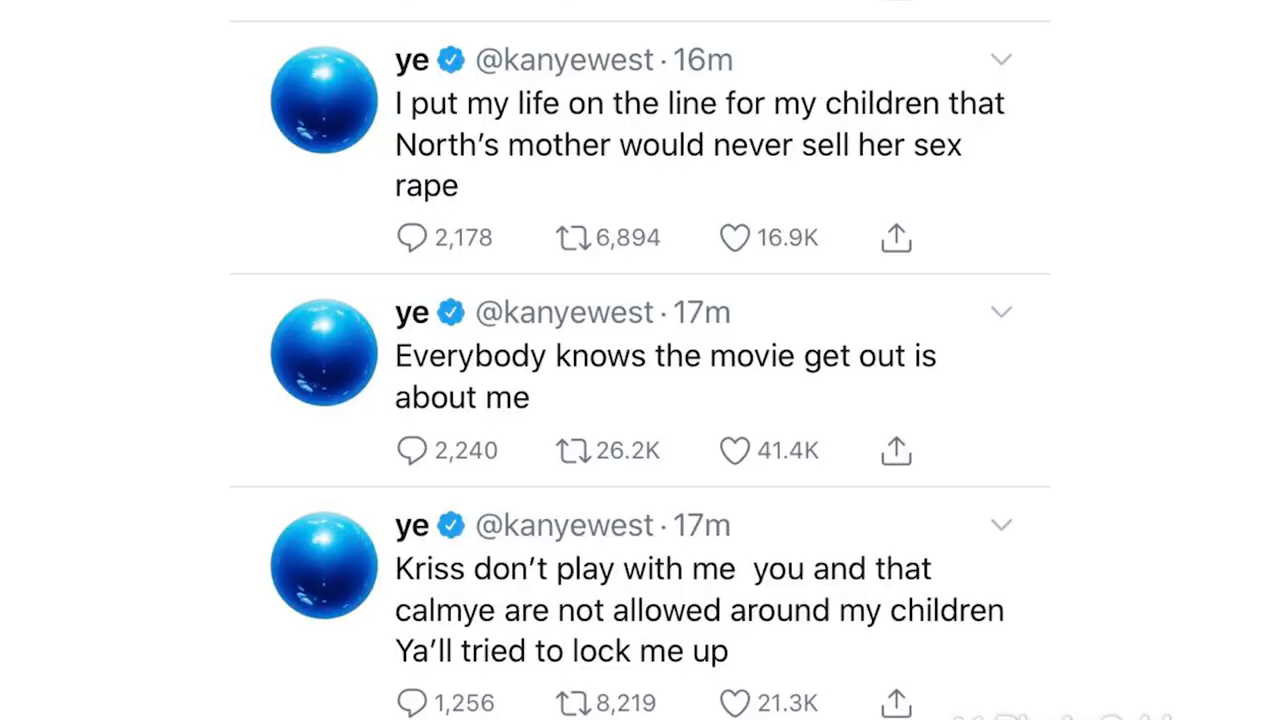 ye @kanyewest · 16m
I put my life on the line for my children that
North's mother would never sell her sex
rape
2,178 6,894 16.9K
ye @kanyewest · 17m
Everybody knows the movie get out is
about me
2,240 26.2K 41.4K
ye @kanyewest · 17m
Kriss don't play with me  you and that
calmye are not allowed around my children
Ya'll tried to lock me up
1,256 8,219 21.3K